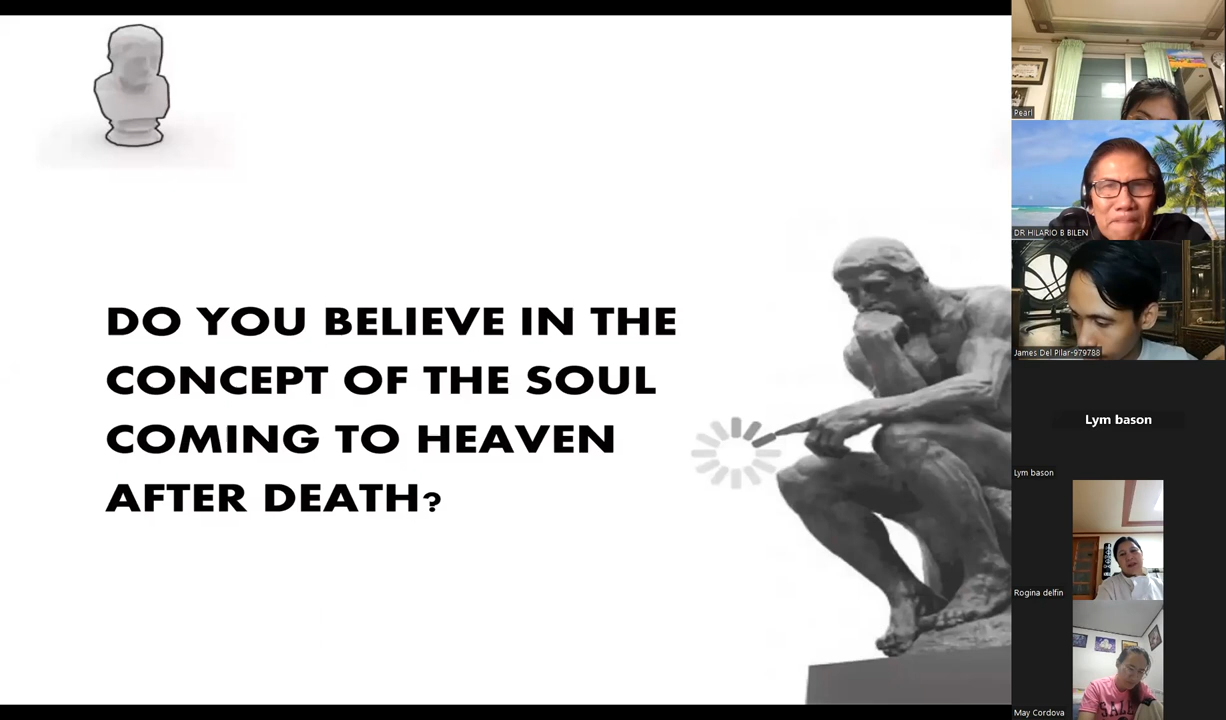 DO YOU BELIEVE IN THE
CONCEPT OF THE SOUL
COMING TO HEAVEN
AFTER DEATH?
Pearl
DR HILARIO B BILEN
James Del Pilar-979788
Lym bason
Lym bason
Rogina delfin
May Cordova